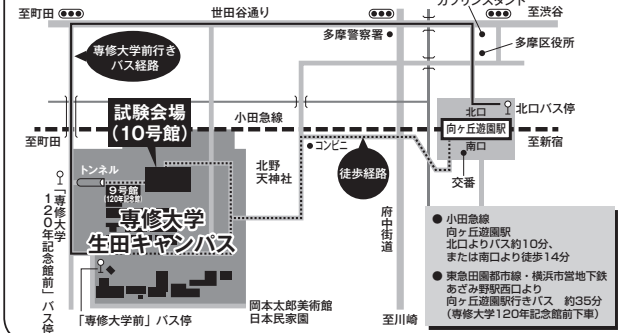 ガソリンスタンド
至町田
世田谷通り
至渋谷
多摩警察署
多摩区役所
専修大学前行き
バス経路
試験会場
(10号館)
小田急線
北口
北口バス停
向ヶ丘遊園駅
至町田
至新宿
南口
コンビニ
トンネル
北野
天神社
徒歩経路
交番
9号館
(120年記念館)
専修大学
生田キャンパス
府中街道
「専修大学
120年記念館前」バス停
● 小田急線
向ヶ丘遊園駅
北口よりバス約10分、
または南口より徒歩14分
● 東急田園都市線・横浜市営地下鉄
あざみ野駅西口より
向ヶ丘遊園駅行きバス 約35分
(専修大学120年記念館前下車)
「専修大学前」バス停
岡本太郎美術館
日本民家園
至川崎